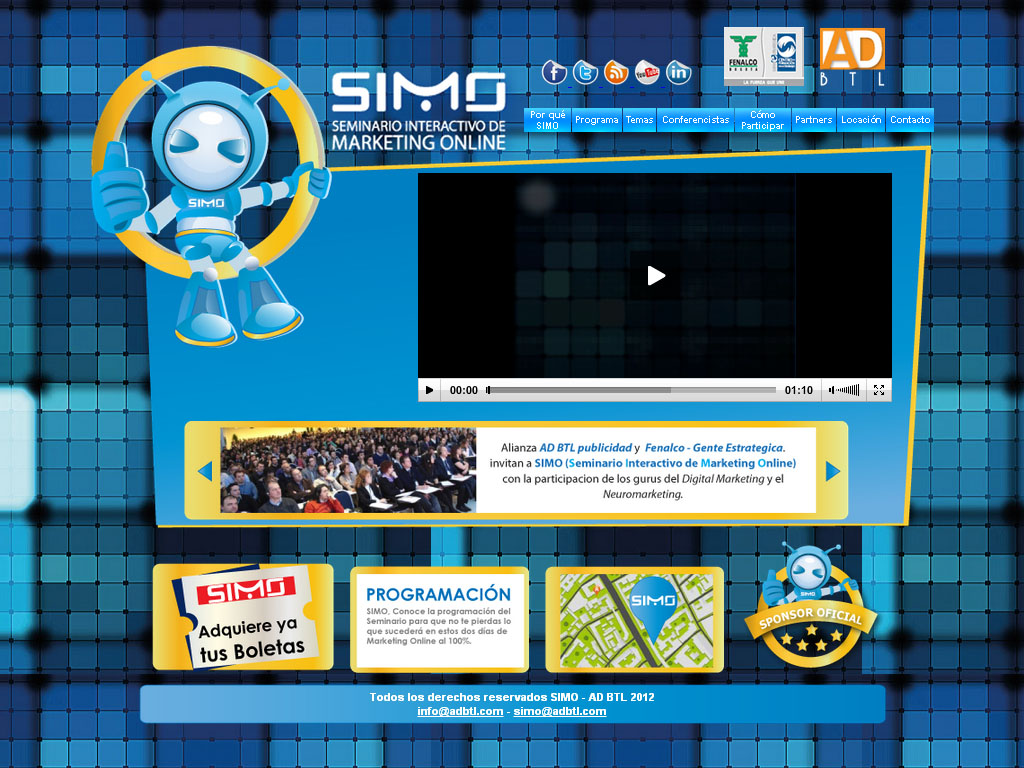 SIMO
SEMINARIO INTERACTIVO DE
MARKETING ONLINE
FENALCO
BOGOTÁ
LA FUERZA QUE UNE
AD
BTL
You Tube
in
Por qué SIMO
Programa
Temas
Conferencistas
Cómo Participar
Partners
Locación
Contacto
SIMO
00:00
01:10
Alianza AD BTL publicidad y Fenalco - Gente Estrategica.
invitan a SIMO (Seminario Interactivo de Marketing Online)
con la participacion de los gurus del Digital Marketing y el
Neuromarketing.
SIMO
Adquiere ya
tus Boletas
PROGRAMACIÓN
SIMO, Conoce la programación del
Seminario para que no te pierdas lo
que sucederá en estos dos días de
Marketing Online al 100%.
SIMO
SIMO
SPONSOR OFICIAL
Todos los derechos reservados SIMO - AD BTL 2012
info@adbtl.com - simo@adbtl.com